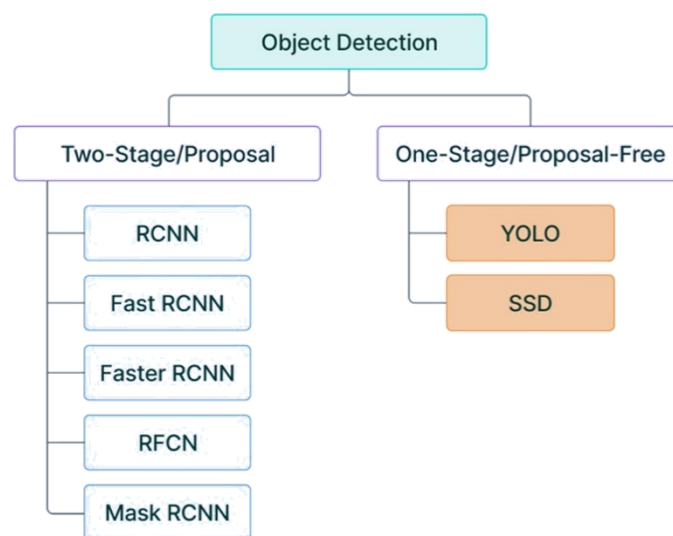 Object Detection
Two-Stage/Proposal
One-Stage/Proposal-Free
RCNN
Fast RCNN
Faster RCNN
RFCN
Mask RCNN
YOLO
SSD